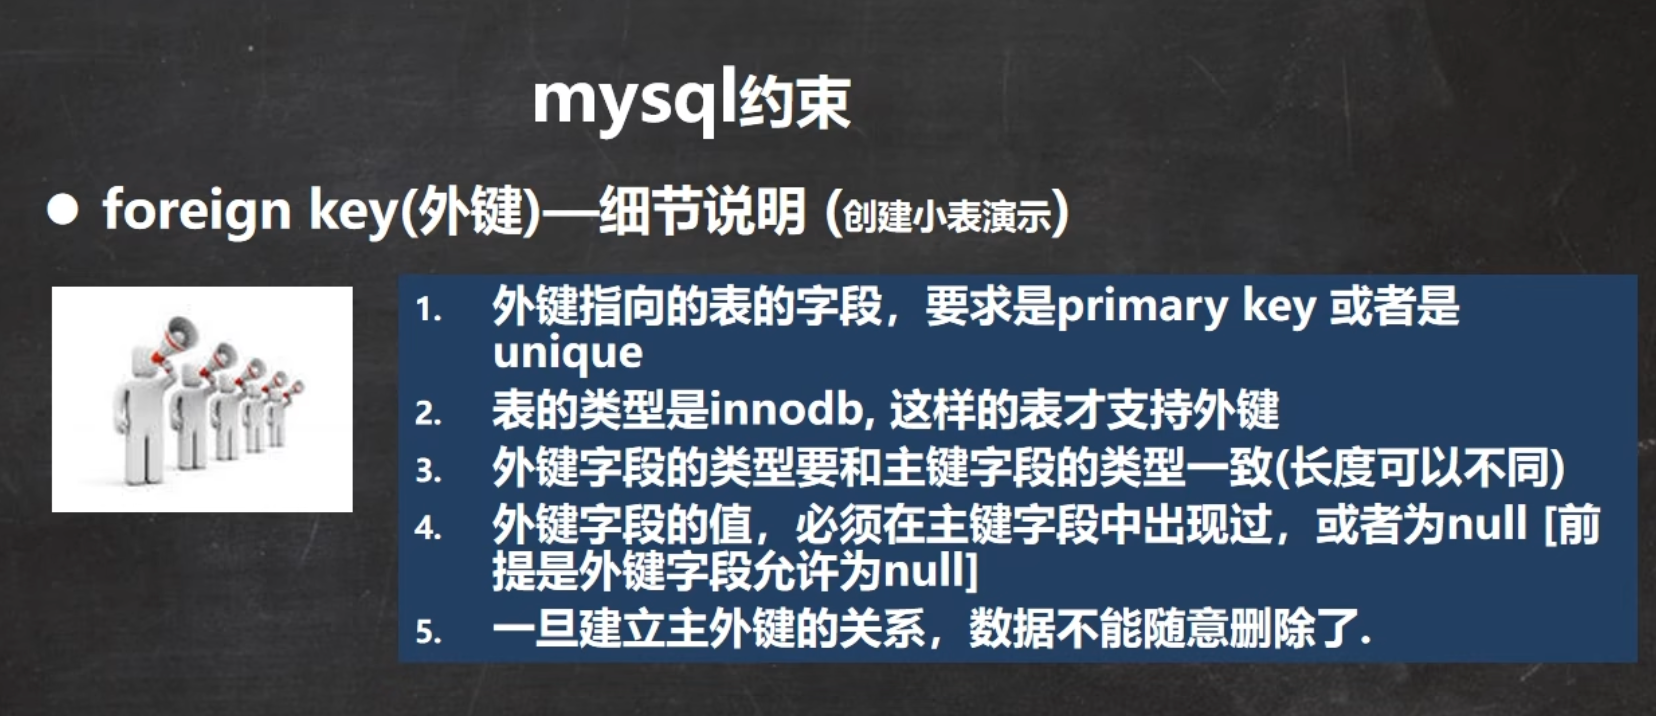 mysql约束
● foreign key(外键)—细节说明 (创建小表演示)
1. 外键指向的表的字段，要求是primary key 或者是
unique
2. 表的类型是innodb, 这样的表才支持外键
3. 外键字段的类型要和主键字段的类型一致(长度可以不同)
4. 外键字段的值，必须在主键字段中出现过，或者为null [前
提是外键字段允许为null]
5. 一旦建立主外键的关系，数据不能随意删除了.